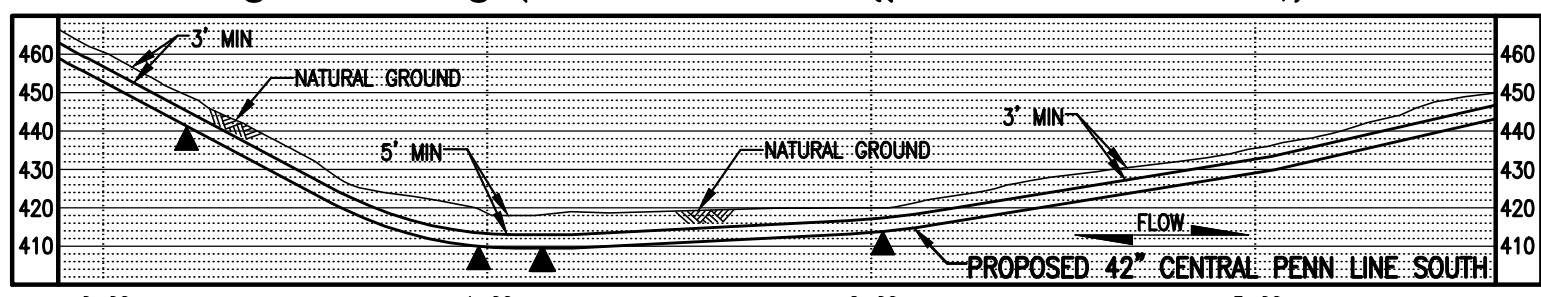 3' MIN
460
460
NATURAL GROUND
450
450
440
3' MIN
440
5' MIN
NATURAL GROUND
430
430
420
420
FLOW
410
410
PROPOSED 42" CENTRAL PENN LINE SOUTH